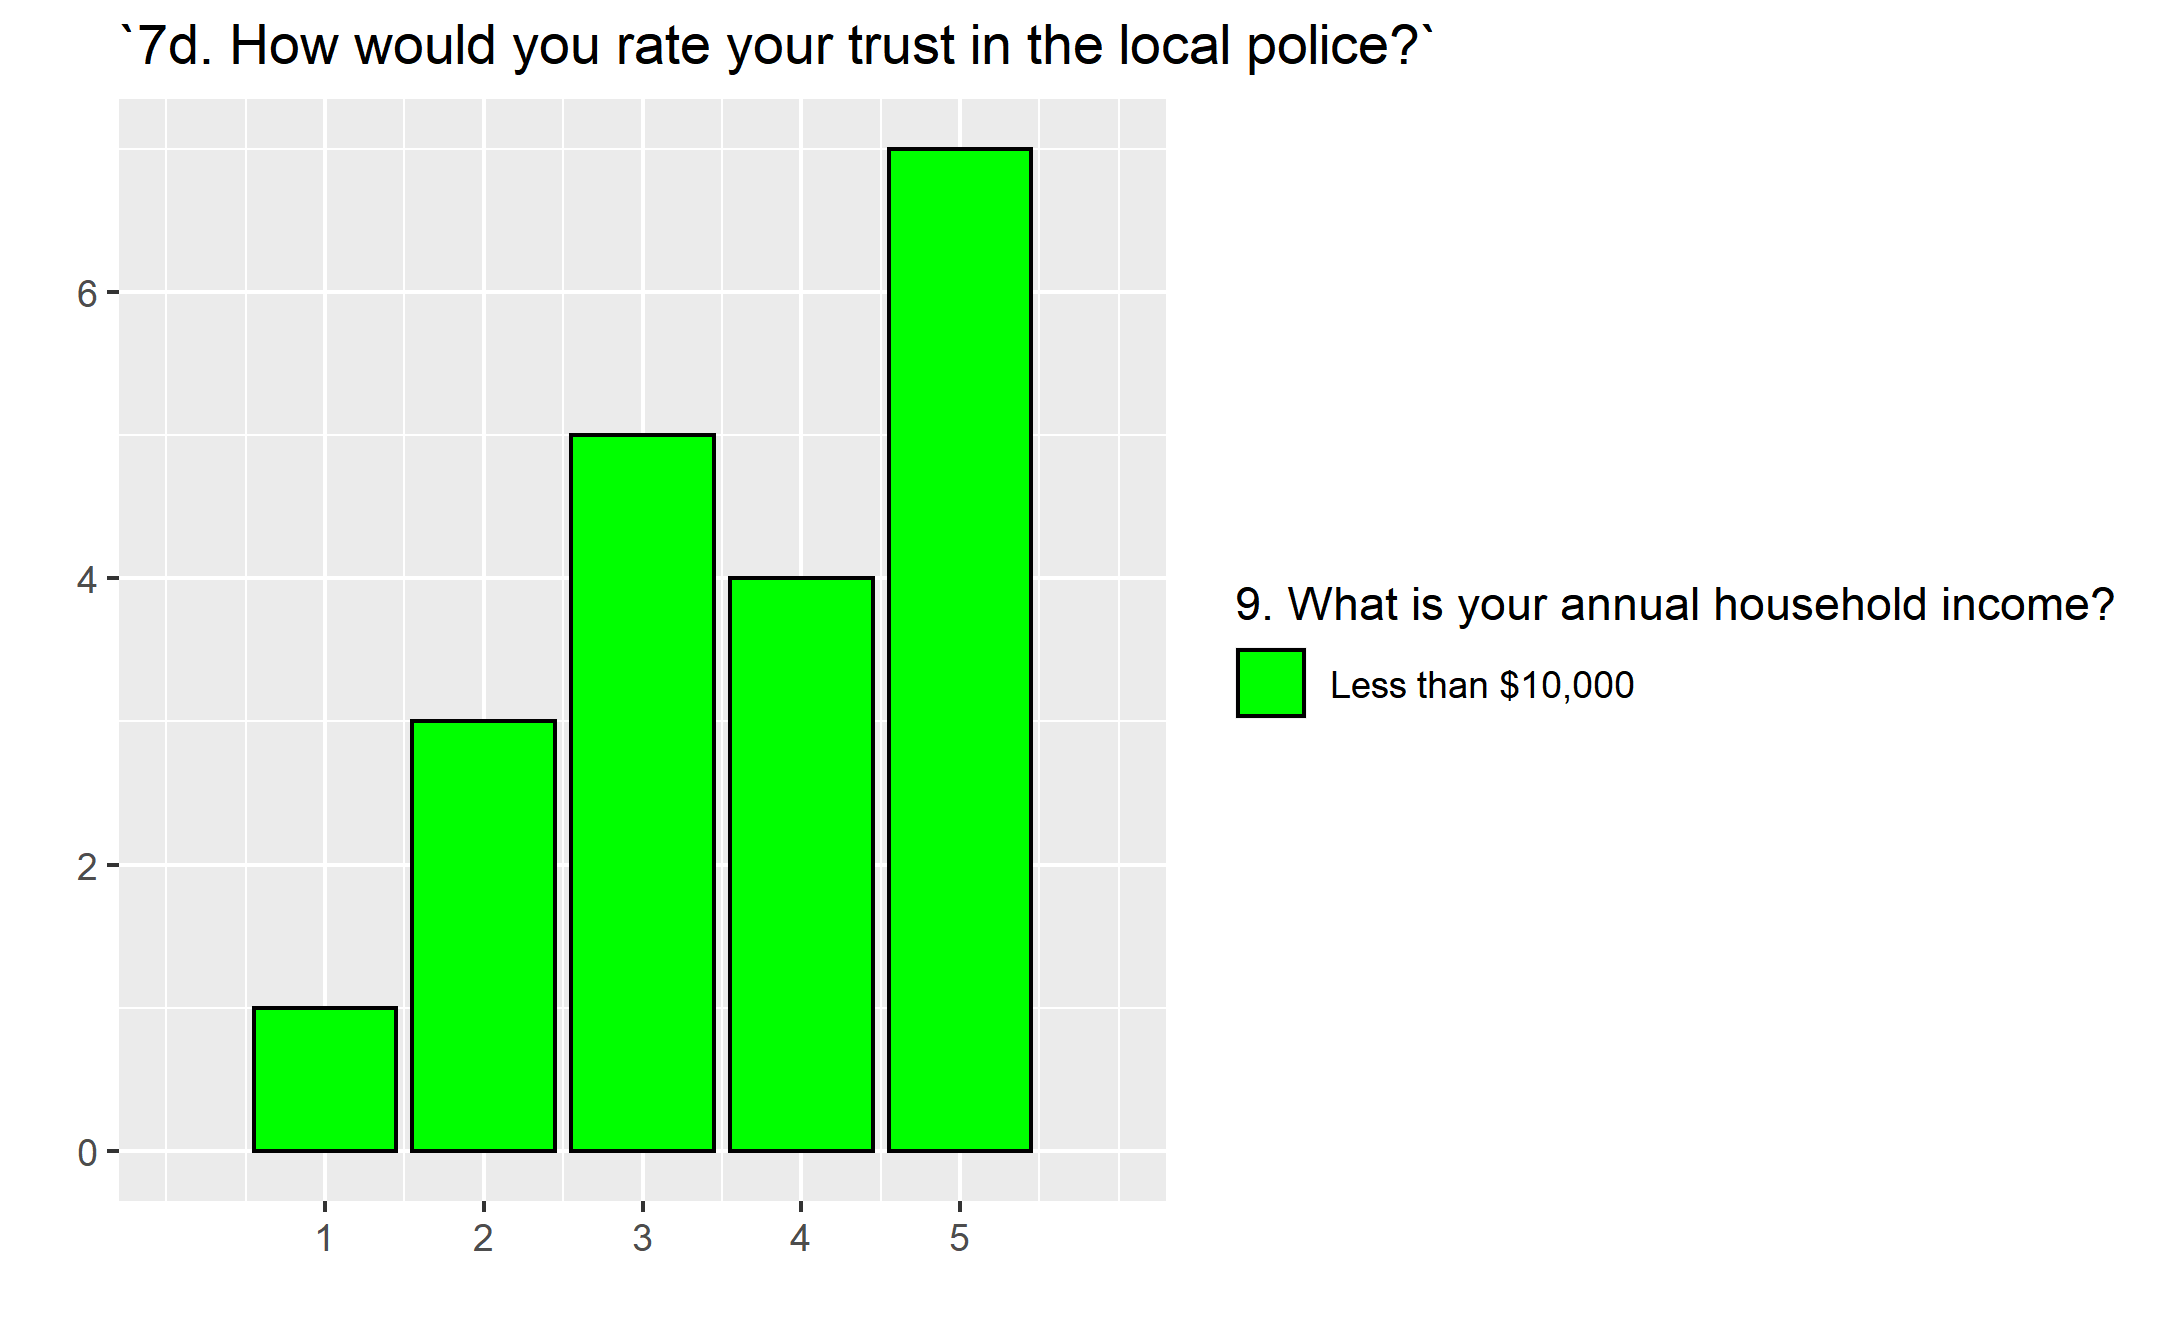 `7d. How would you rate your trust in the local police?`
6
4
2
0
1 2 3 4 5
9. What is your annual household income?
Less than $10,000